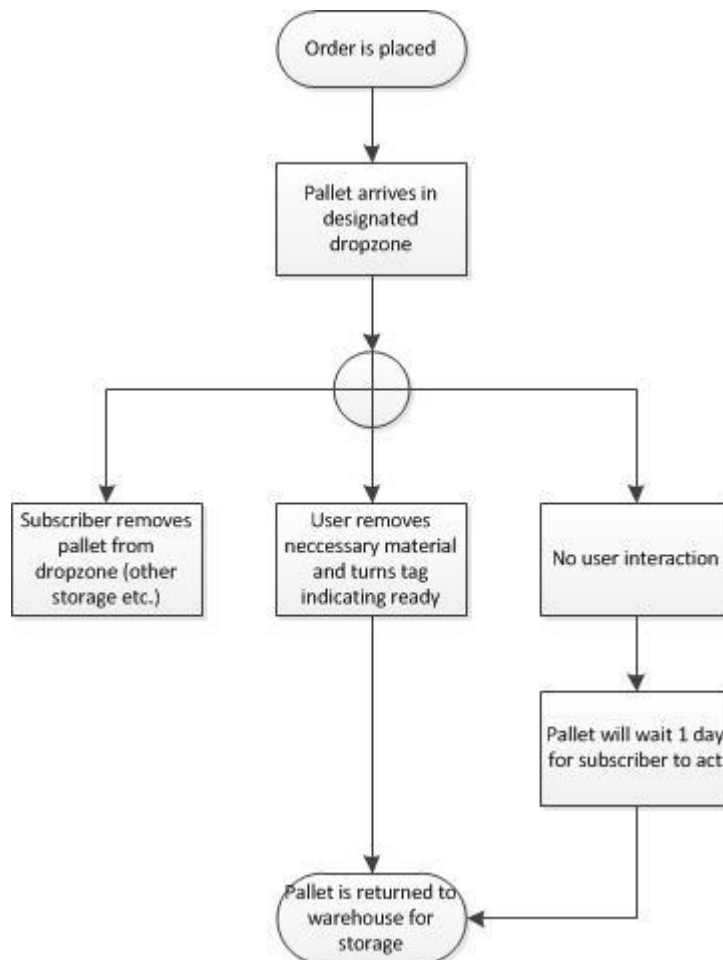 Order is placed
Pallet arrives in
designated
dropzone
Subscriber removes
pallet from
dropzone (other
storage etc.)
User removes
neccessary material
and turns tag
indicating ready
No user interaction
Pallet will wait 1 day
for subscriber to act
Pallet is returned to
warehouse for
storage